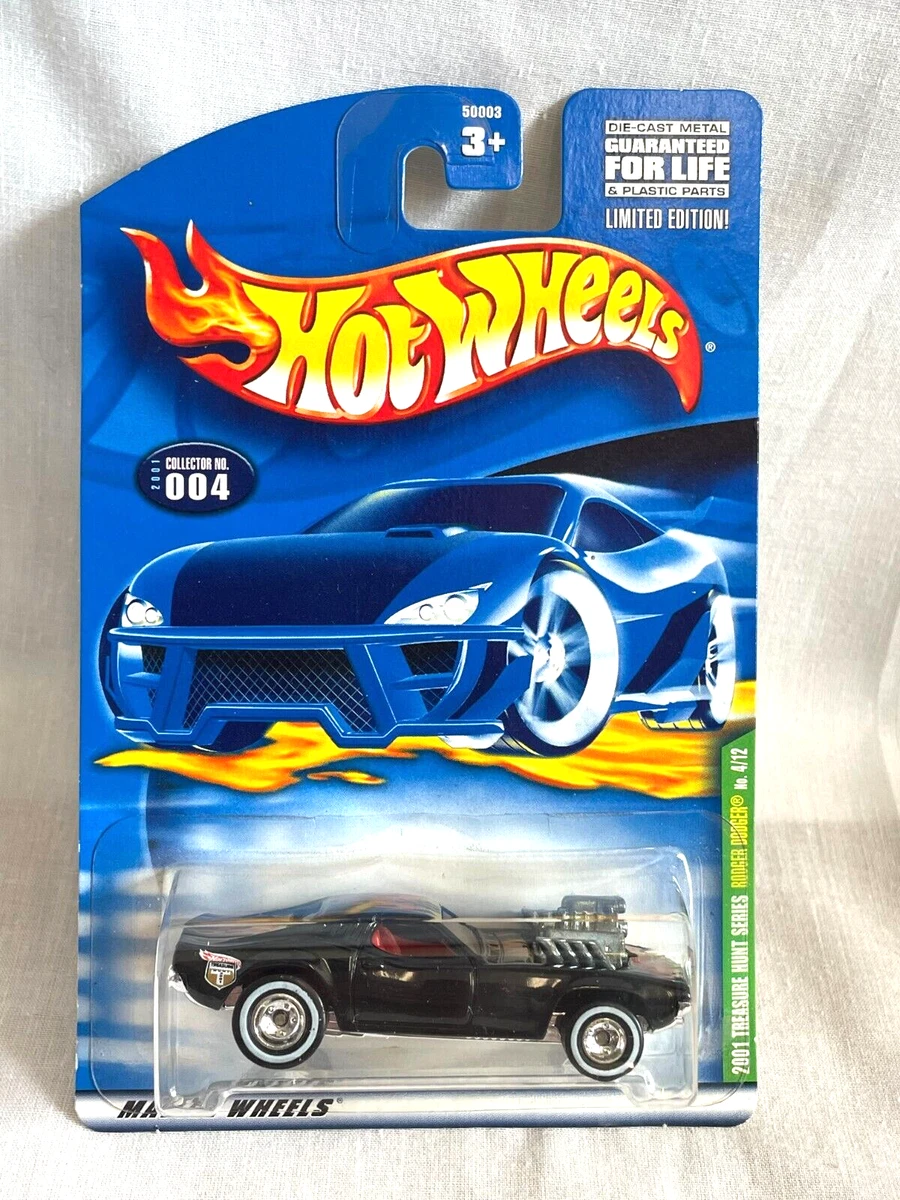 50003
3+
DIE-CAST METAL
GUARANTEED
FOR LIFE
& PLASTIC PARTS
LIMITED EDITION!
HOT WHEELS®
2001
COLLECTOR NO.
004
2001 TREASURE HUNT SERIES RODGER DODGER® No. 4/12
WHEELS®